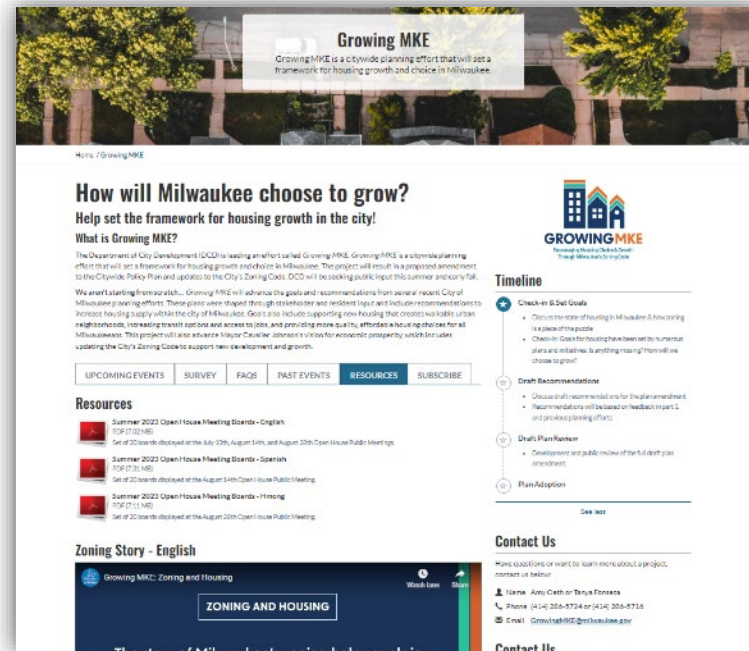 Growing MKE
Growing MKE is a citywide planning effort that will set a
framework for housing growth and choice in Milwaukee.
Home / Growing MKE
How will Milwaukee choose to grow?
Help set the framework for housing growth in the city!
What is Growing MKE?
The Department of City Development (DCD) is leading an effort called Growing MKE. Growing MKE is a citywide planning
effort that will set a framework for housing growth and choice in Milwaukee. The project will result in a proposed amendment
to the Citywide Policy Plan and updates to the City's Zoning Code. DCD will be seeking public input this summer and early fall.
We aren't starting from scratch... Growing MKE will advance the goals and recommendations from several recent City of
Milwaukee planning efforts. These plans were shaped through stakeholder and resident input and include recommendations to
increase housing supply within the city of Milwaukee. Goals also include supporting new housing that creates walkable urban
neighborhoods, increasing transit options and access to jobs, and providing more quality, affordable housing choices for all
Milwaukeeans. This project will also advance Mayor Cavalier Johnson's vision for economic prosperity, which includes
updating the City's Zoning Code to support new development and growth.
UPCOMING EVENTS SURVEY FAQS PAST EVENTS RESOURCES SUBSCRIBE
Resources
Summer 2023 Open House Meeting Boards - English
PDF (7.02 MB)
Set of 20 boards displayed at the July 10th, August 14th, and August 28th Open House Public Meetings.
Summer 2023 Open House Meeting Boards - Spanish
PDF (7.31 MB)
Set of 20 boards displayed at the August 14th Open House Public Meeting.
Summer 2023 Open House Meeting Boards - Hmong
PDF (7.11 MB)
Set of 20 boards displayed at the August 28th Open House Public Meeting.
Zoning Story - English
Growing MKE: Zoning and Housing
Watch later Share
ZONING AND HOUSING
GROWINGMKE
Encouraging Housing Choice & Growth
Through Milwaukee's Zoning Code
Timeline
Check-in & Set Goals
Discuss the state of housing in Milwaukee & how zoning
is a piece of the puzzle
Check-in: Goals for housing have been set by numerous
plans and initiatives. Is anything missing? How will we
choose to grow?
Draft Recommendations
Discuss draft recommendations for the plan amendment
Recommendations will be based on feedback in part 1
and previous planning efforts
Draft Plan Review
Development and public review of the full draft plan
amendment
Plan Adoption
See less
Contact Us
Have questions or want to learn more about a project,
contact us below:
Name Amy Oeth or Tanya Fonseca
Phone (414) 286-5724 or (414) 286-5716
Email GrowingMKE@milwaukee.gov
Contact Us